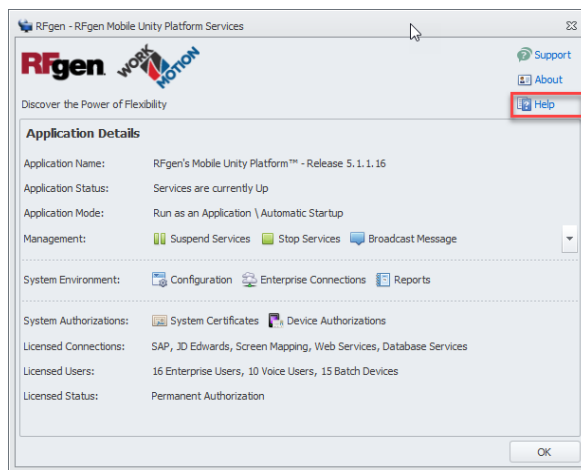 RFgen - RFgen Mobile Unity Platform Services
RFgen WORK MOTION
Support
About
Discover the Power of Flexibility
Help
Application Details
Application Name: RFgen's Mobile Unity Platform™ - Release 5.1.1.16
Application Status: Services are currently Up
Application Mode: Run as an Application \ Automatic Startup
Management: Suspend Services Stop Services Broadcast Message
System Environment: Configuration Enterprise Connections Reports
System Authorizations: System Certificates Device Authorizations
Licensed Connections: SAP, JD Edwards, Screen Mapping, Web Services, Database Services
Licensed Users: 16 Enterprise Users, 10 Voice Users, 15 Batch Devices
Licensed Status: Permanent Authorization
OK